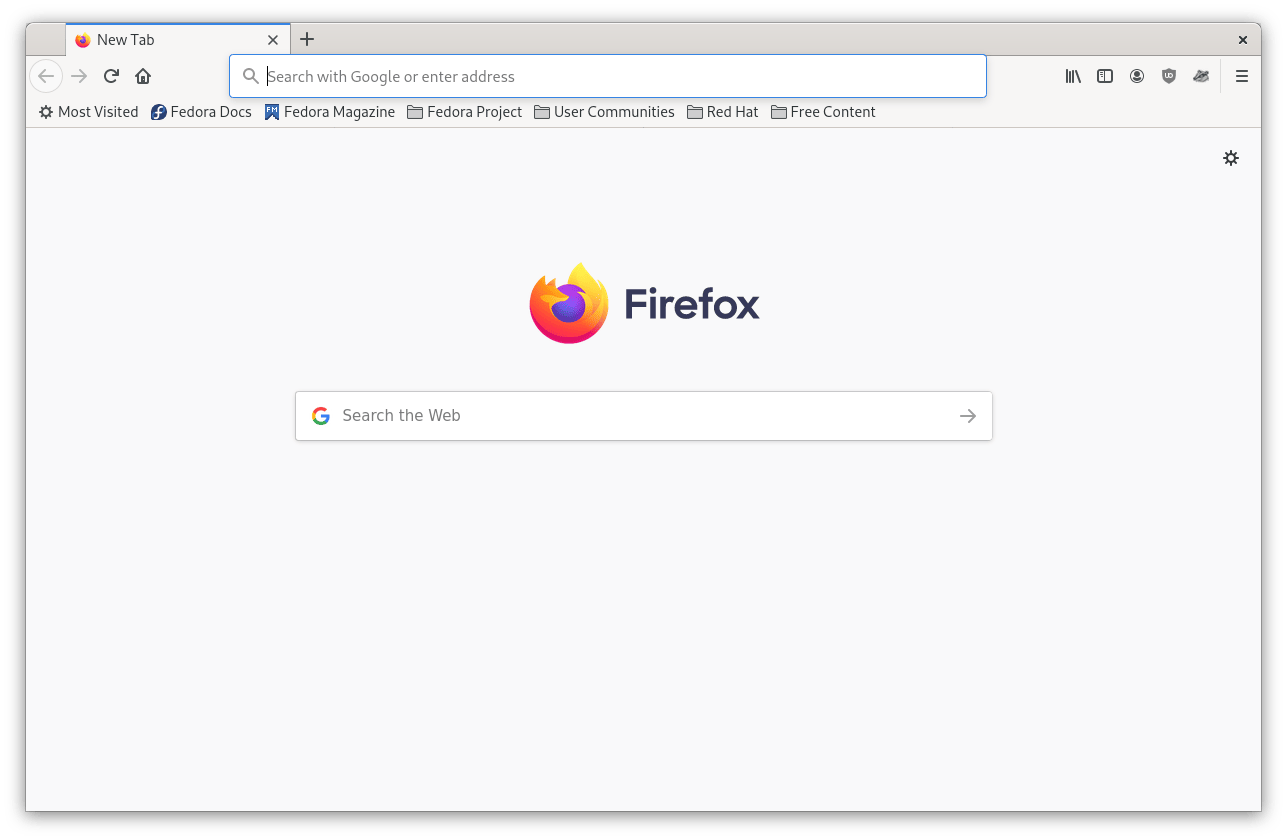 New Tab
Search with Google or enter address
Most Visited Fedora Docs FM Fedora Magazine Fedora Project User Communities Red Hat Free Content
Firefox
Search the Web